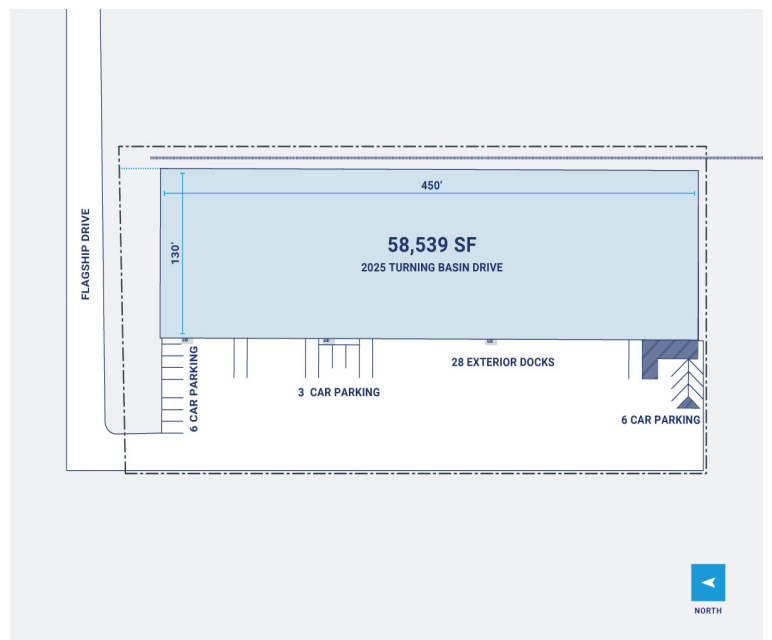 450’
130’
58,539 SF
2025 TURNING BASIN DRIVE
FLAGSHIP DRIVE
6 CAR PARKING
3 CAR PARKING
28 EXTERIOR DOCKS
6 CAR PARKING
NORTH